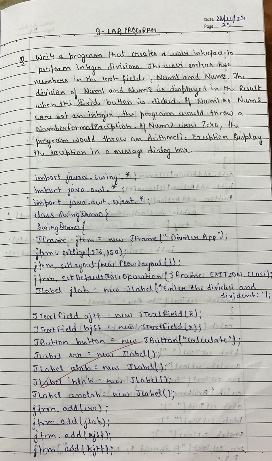 9-LAB PROGRAM
Date
Page
Q. Write a program that creates a user interface to
perform integer divisions. The user enters two
numbers in the text fields, Num1 and Num2. The
division of Num1 and Num2 is displayed in the Result
when the Divide button is clicked. If Num1 or Num2
were not an integer, the program would throw a
NumberFormatException. If Num2 were Zero, the
program would throw an Arithmetic Exception Display
the exception in a message dialog box.
import javax.swing.*;
import java.awt.*;
import java.awt.event.*;
class SwingDemo {
SwingDemo() {
JFrame jfrm = new JFrame("Divider App");
jfrm.setSize(
jfrm.setLayout(new FlowLayout());
jfrm.setDefaultCloseOperation(JFrame.EXIT_ON_CLOSE);
JLabel jlab = new JLabel("Enter the divider and
dividend:");
JTextField ajtf = new JTextField(8);
JTextField bjtf = new JTextField(8);
JButton button = new JButton("calculate");
JLabel err = new JLabel();
JLabel alab = new JLabel();
JLabel blab = new JLabel();
JLabel anslab = new JLabel();
jfrm.add(err);
jfrm.add(jlab);
jfrm.add(ajtf);
jfrm.add(bjtf);